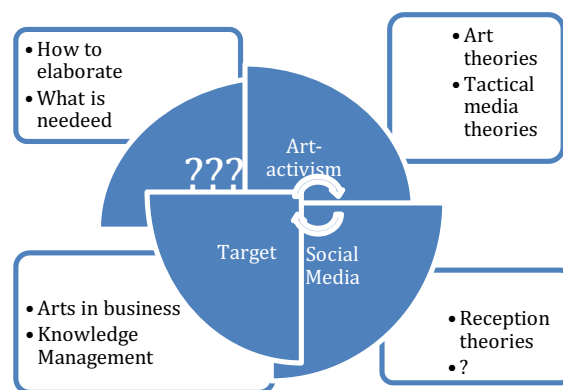 • How to
elaborate
• What is
needeed
• Art
theories
• Tactical
media
theories
???
Art-
activism
Target
Social
Media
• Arts in business
• Knowledge
Management
• Reception
theories
• ?